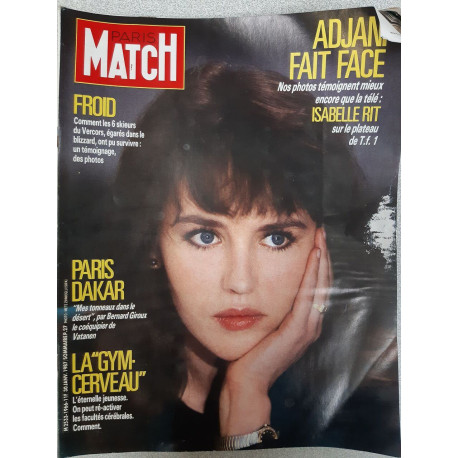 PARIS
MATCH
ADJANI
FAIT FACE
Nos photos témoignent mieux
encore que la télé :
ISABELLE RIT
sur le plateau
de T.f. 1
FROID
Comment les 6 skieurs
du Vercors, égarés dans le
blizzard, ont pu survivre :
un témoignage,
des photos
PARIS
DAKAR
"Mes tonneaux dans le
désert", par Bernard Giroux
le coéquipier de
Vatanen
LA "GYM-
CERVEAU"
L'éternelle jeunesse.
On peut ré-activer
les facultés cérébrales.
Comment.